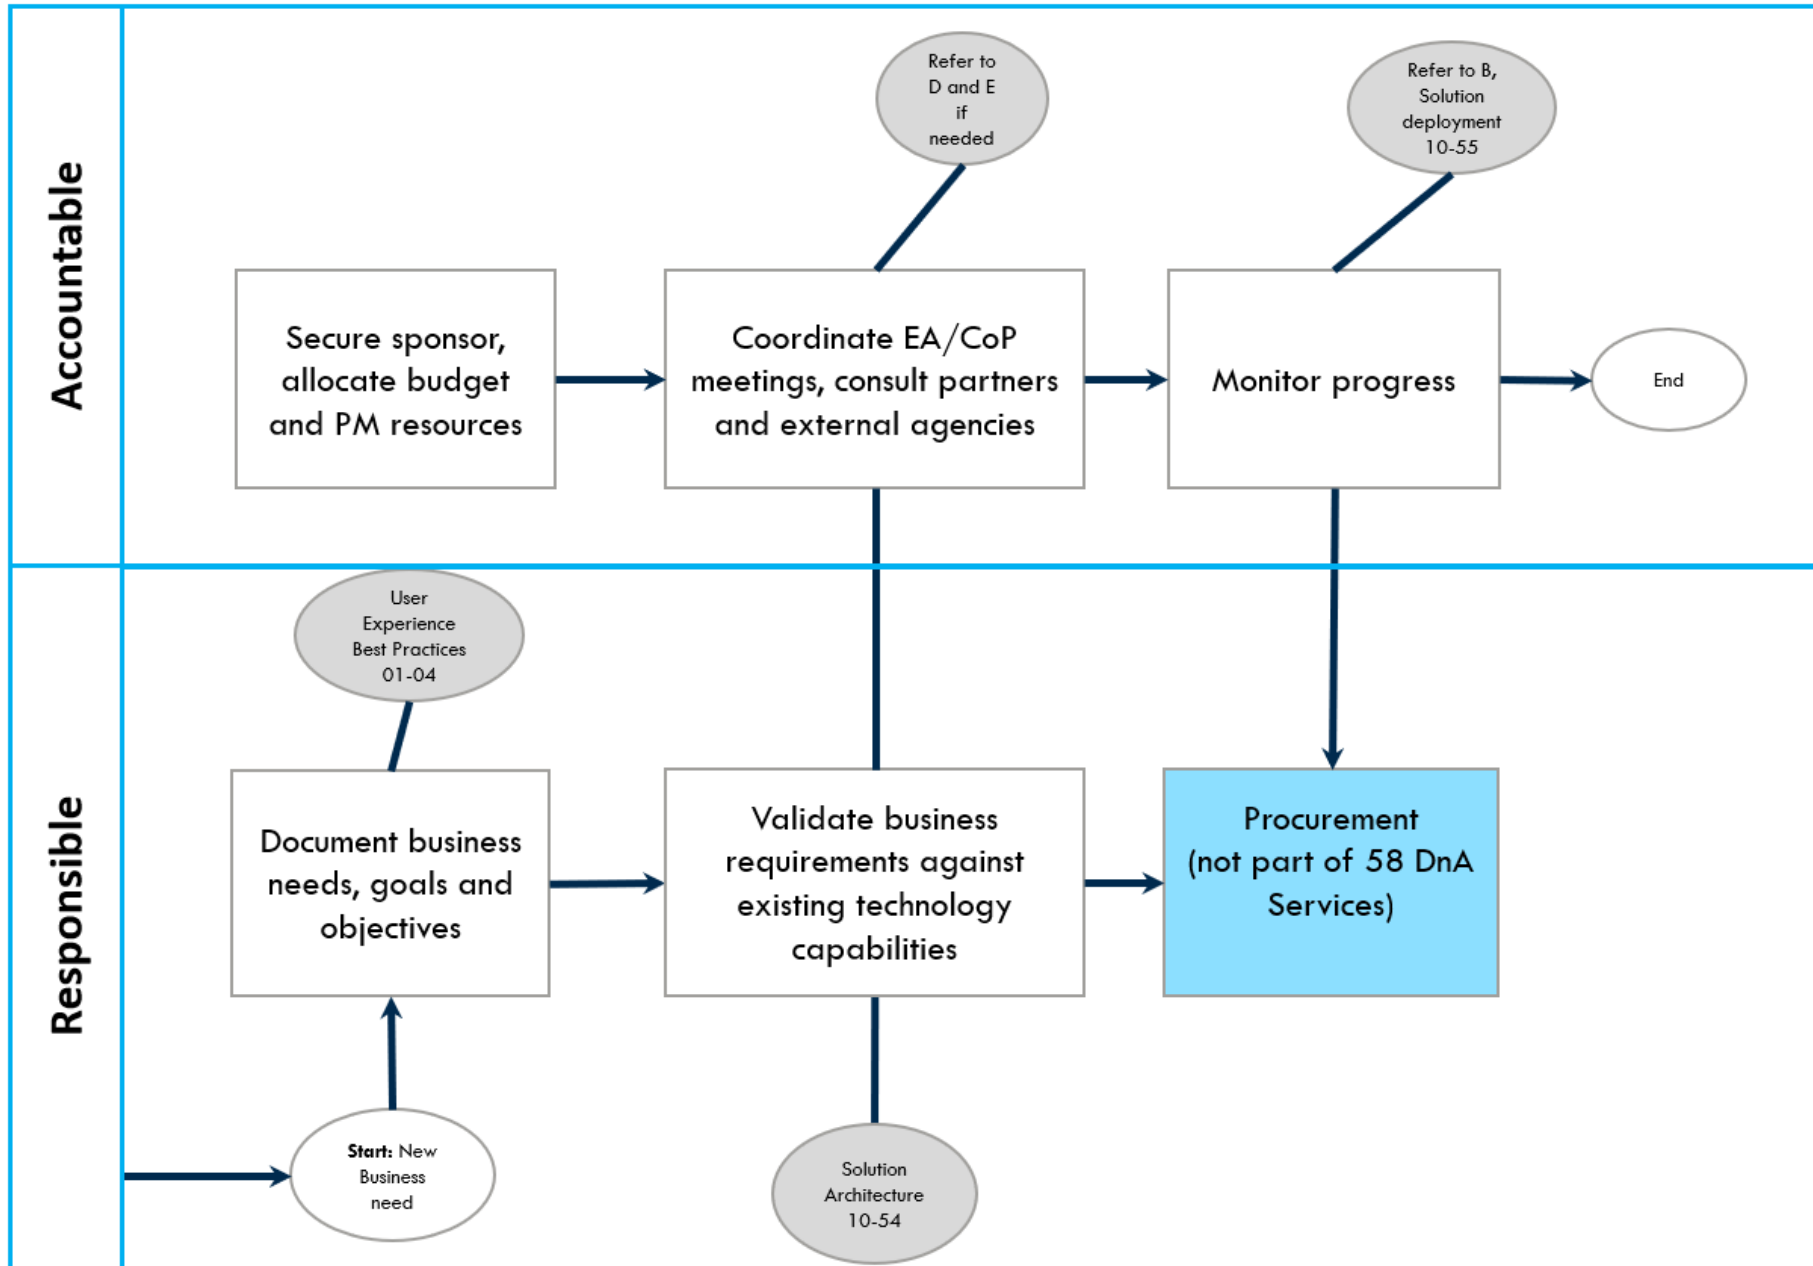 Accountable
Refer to
D and E
if
needed
Refer to B,
Solution
deployment
10-55
Secure sponsor,
allocate budget
and PM resources
Coordinate EA/CoP
meetings, consult partners
and external agencies
Monitor progress
End
Responsible
User
Experience
Best Practices
01-04
Document business
needs, goals and
objectives
Validate business
requirements against
existing technology
capabilities
Procurement
(not part of 58 DnA
Services)
Start: New
Business
need
Solution
Architecture
10-54